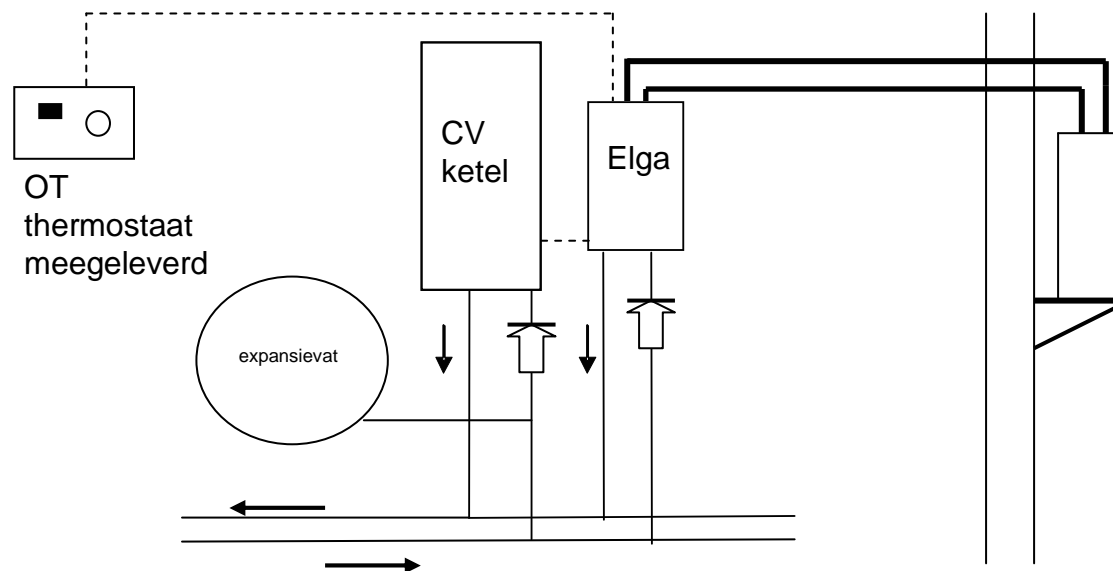 CV
ketel
Elga
OT
thermostaat
meegeleverd
expansievat